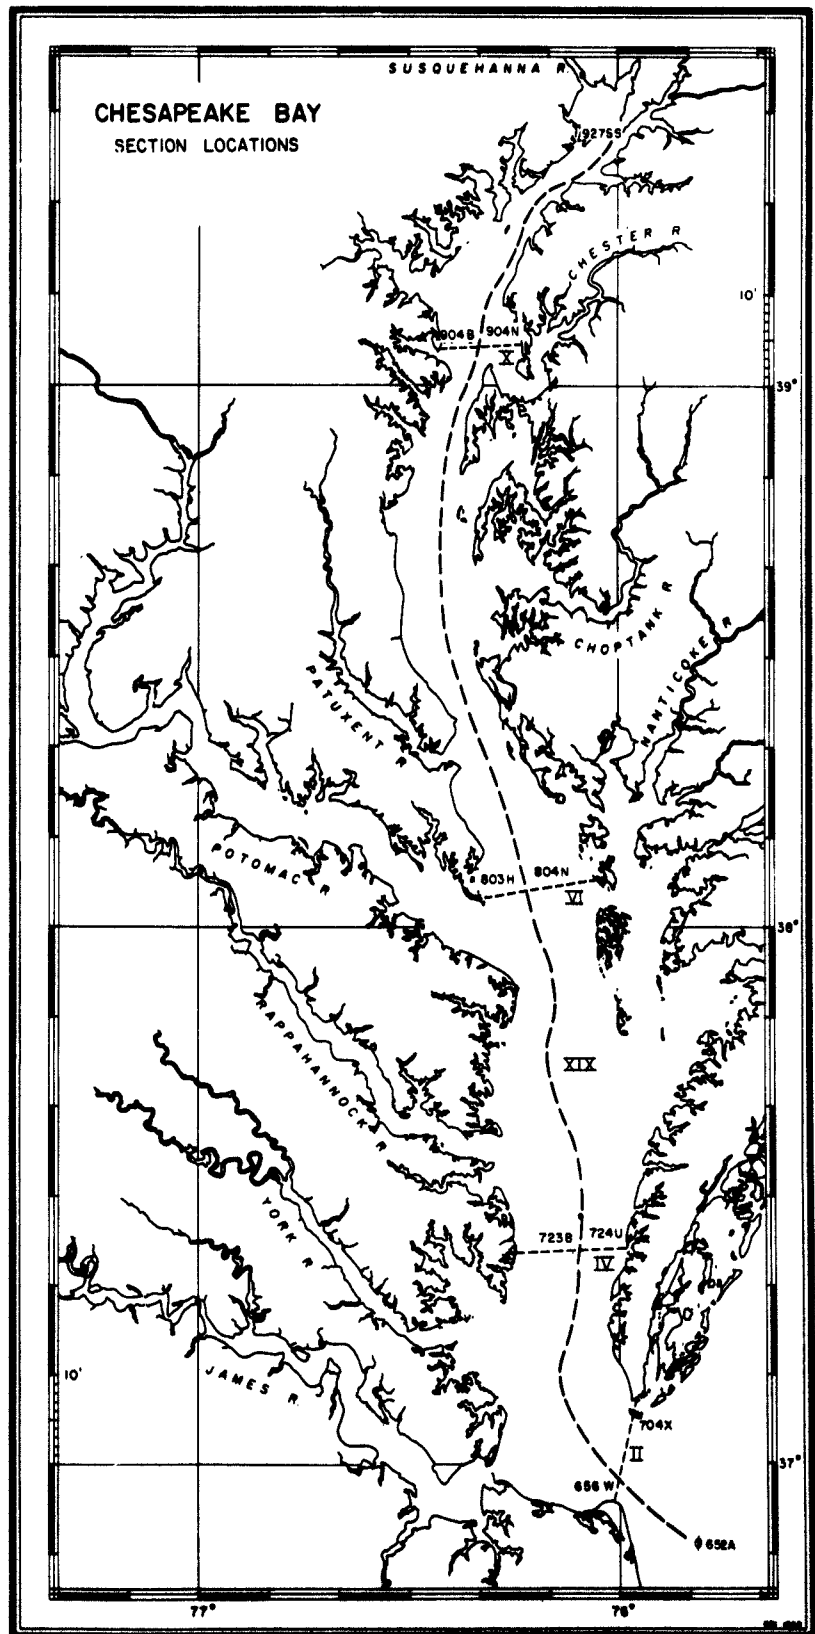 SUSQUEHANNA R.
CHESAPEAKE BAY
SECTION LOCATIONS
927SS
CHESTER R
10'
904B 904N
X
39°
CHOPTANK R
NANTICOKE R
PATUXENT R
POTOMAC R
803H 804N
VI
38°
RAPPAHANNOCK R
XIX
YORK R
723B 724U
IV
JAMES R.
10'
704X
II
37°
656W
652A
77° 76°